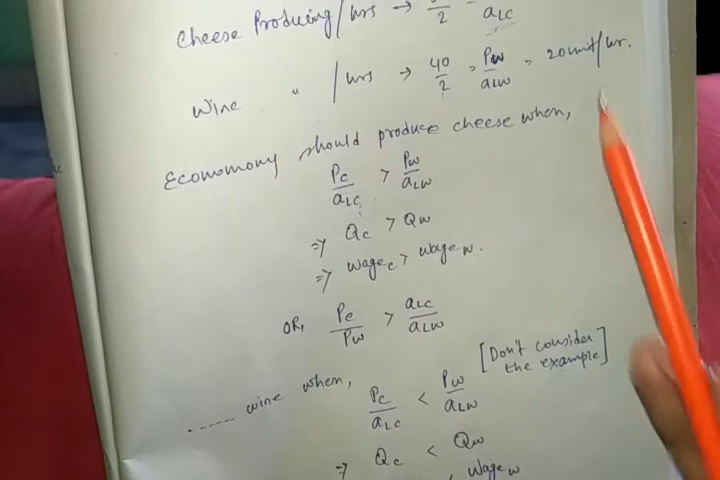 Cheese Producing/hrs → /2 aLC
Wine " /hrs → 40/2 = Pw/aLW = 20unit/hr.
Econommony should produce cheese when,
Pc/aLC > Pw/aLW
⇒ Qc > Qw
⇒ Wagec > Wagew.
OR, Pc/Pw > aLC/aLW
[Don't consider
the example]
------ wine when,
Pc/aLC < Pw/aLW
⇒ Qc < Qw
Wagew